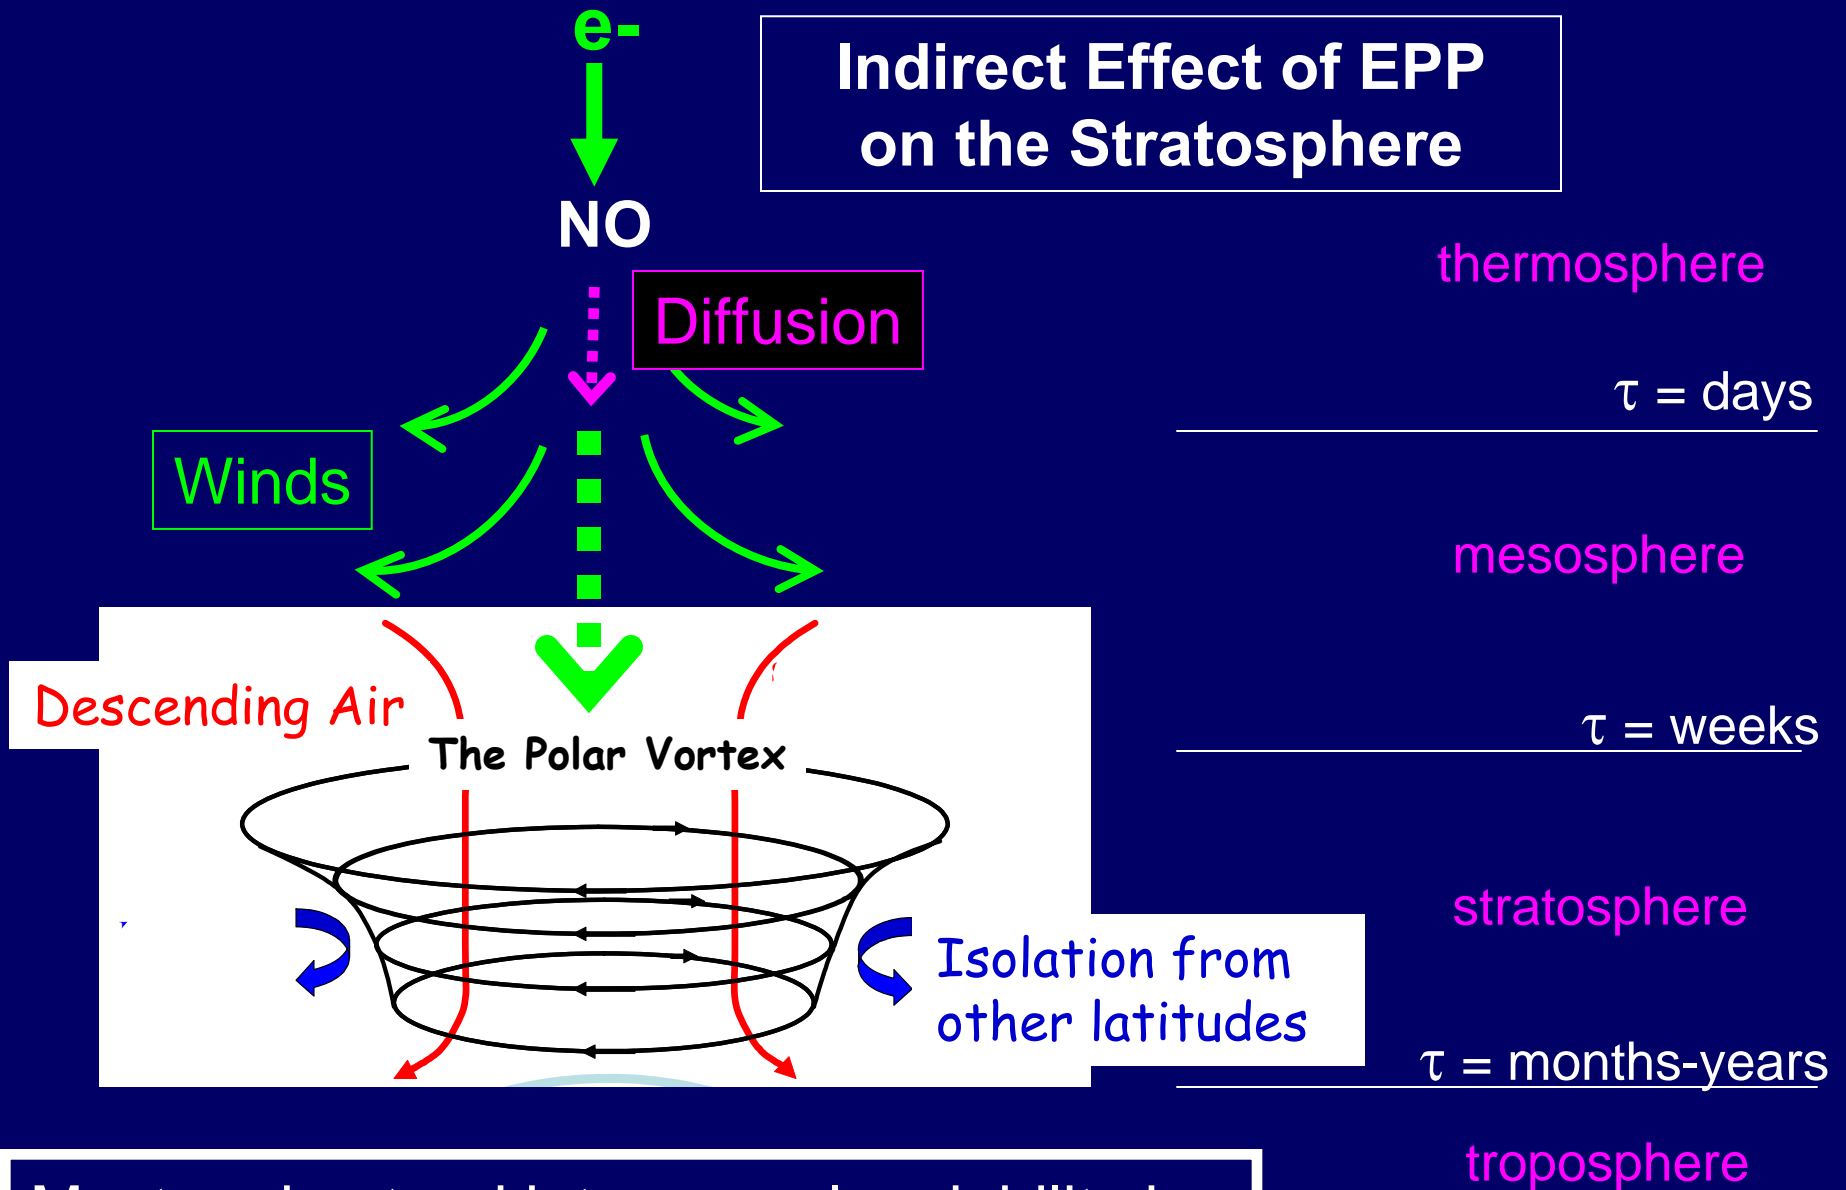 e-
Indirect Effect of EPP
on the Stratosphere
NO
thermosphere
Diffusion
τ = days
Winds
mesosphere
Descending Air
τ = weeks
The Polar Vortex
stratosphere
Isolation from
other latitudes
τ = months-years
troposphere